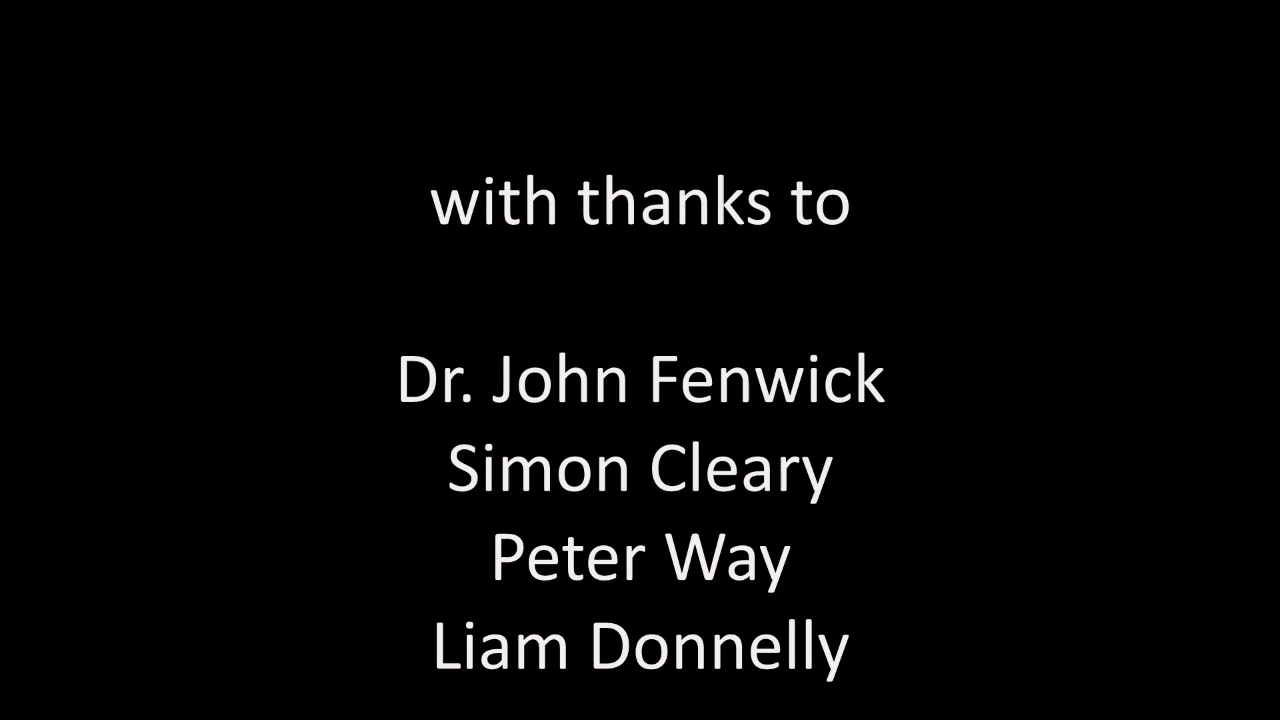 with thanks to
Dr. John Fenwick
Simon Cleary
Peter Way
Liam Donnelly